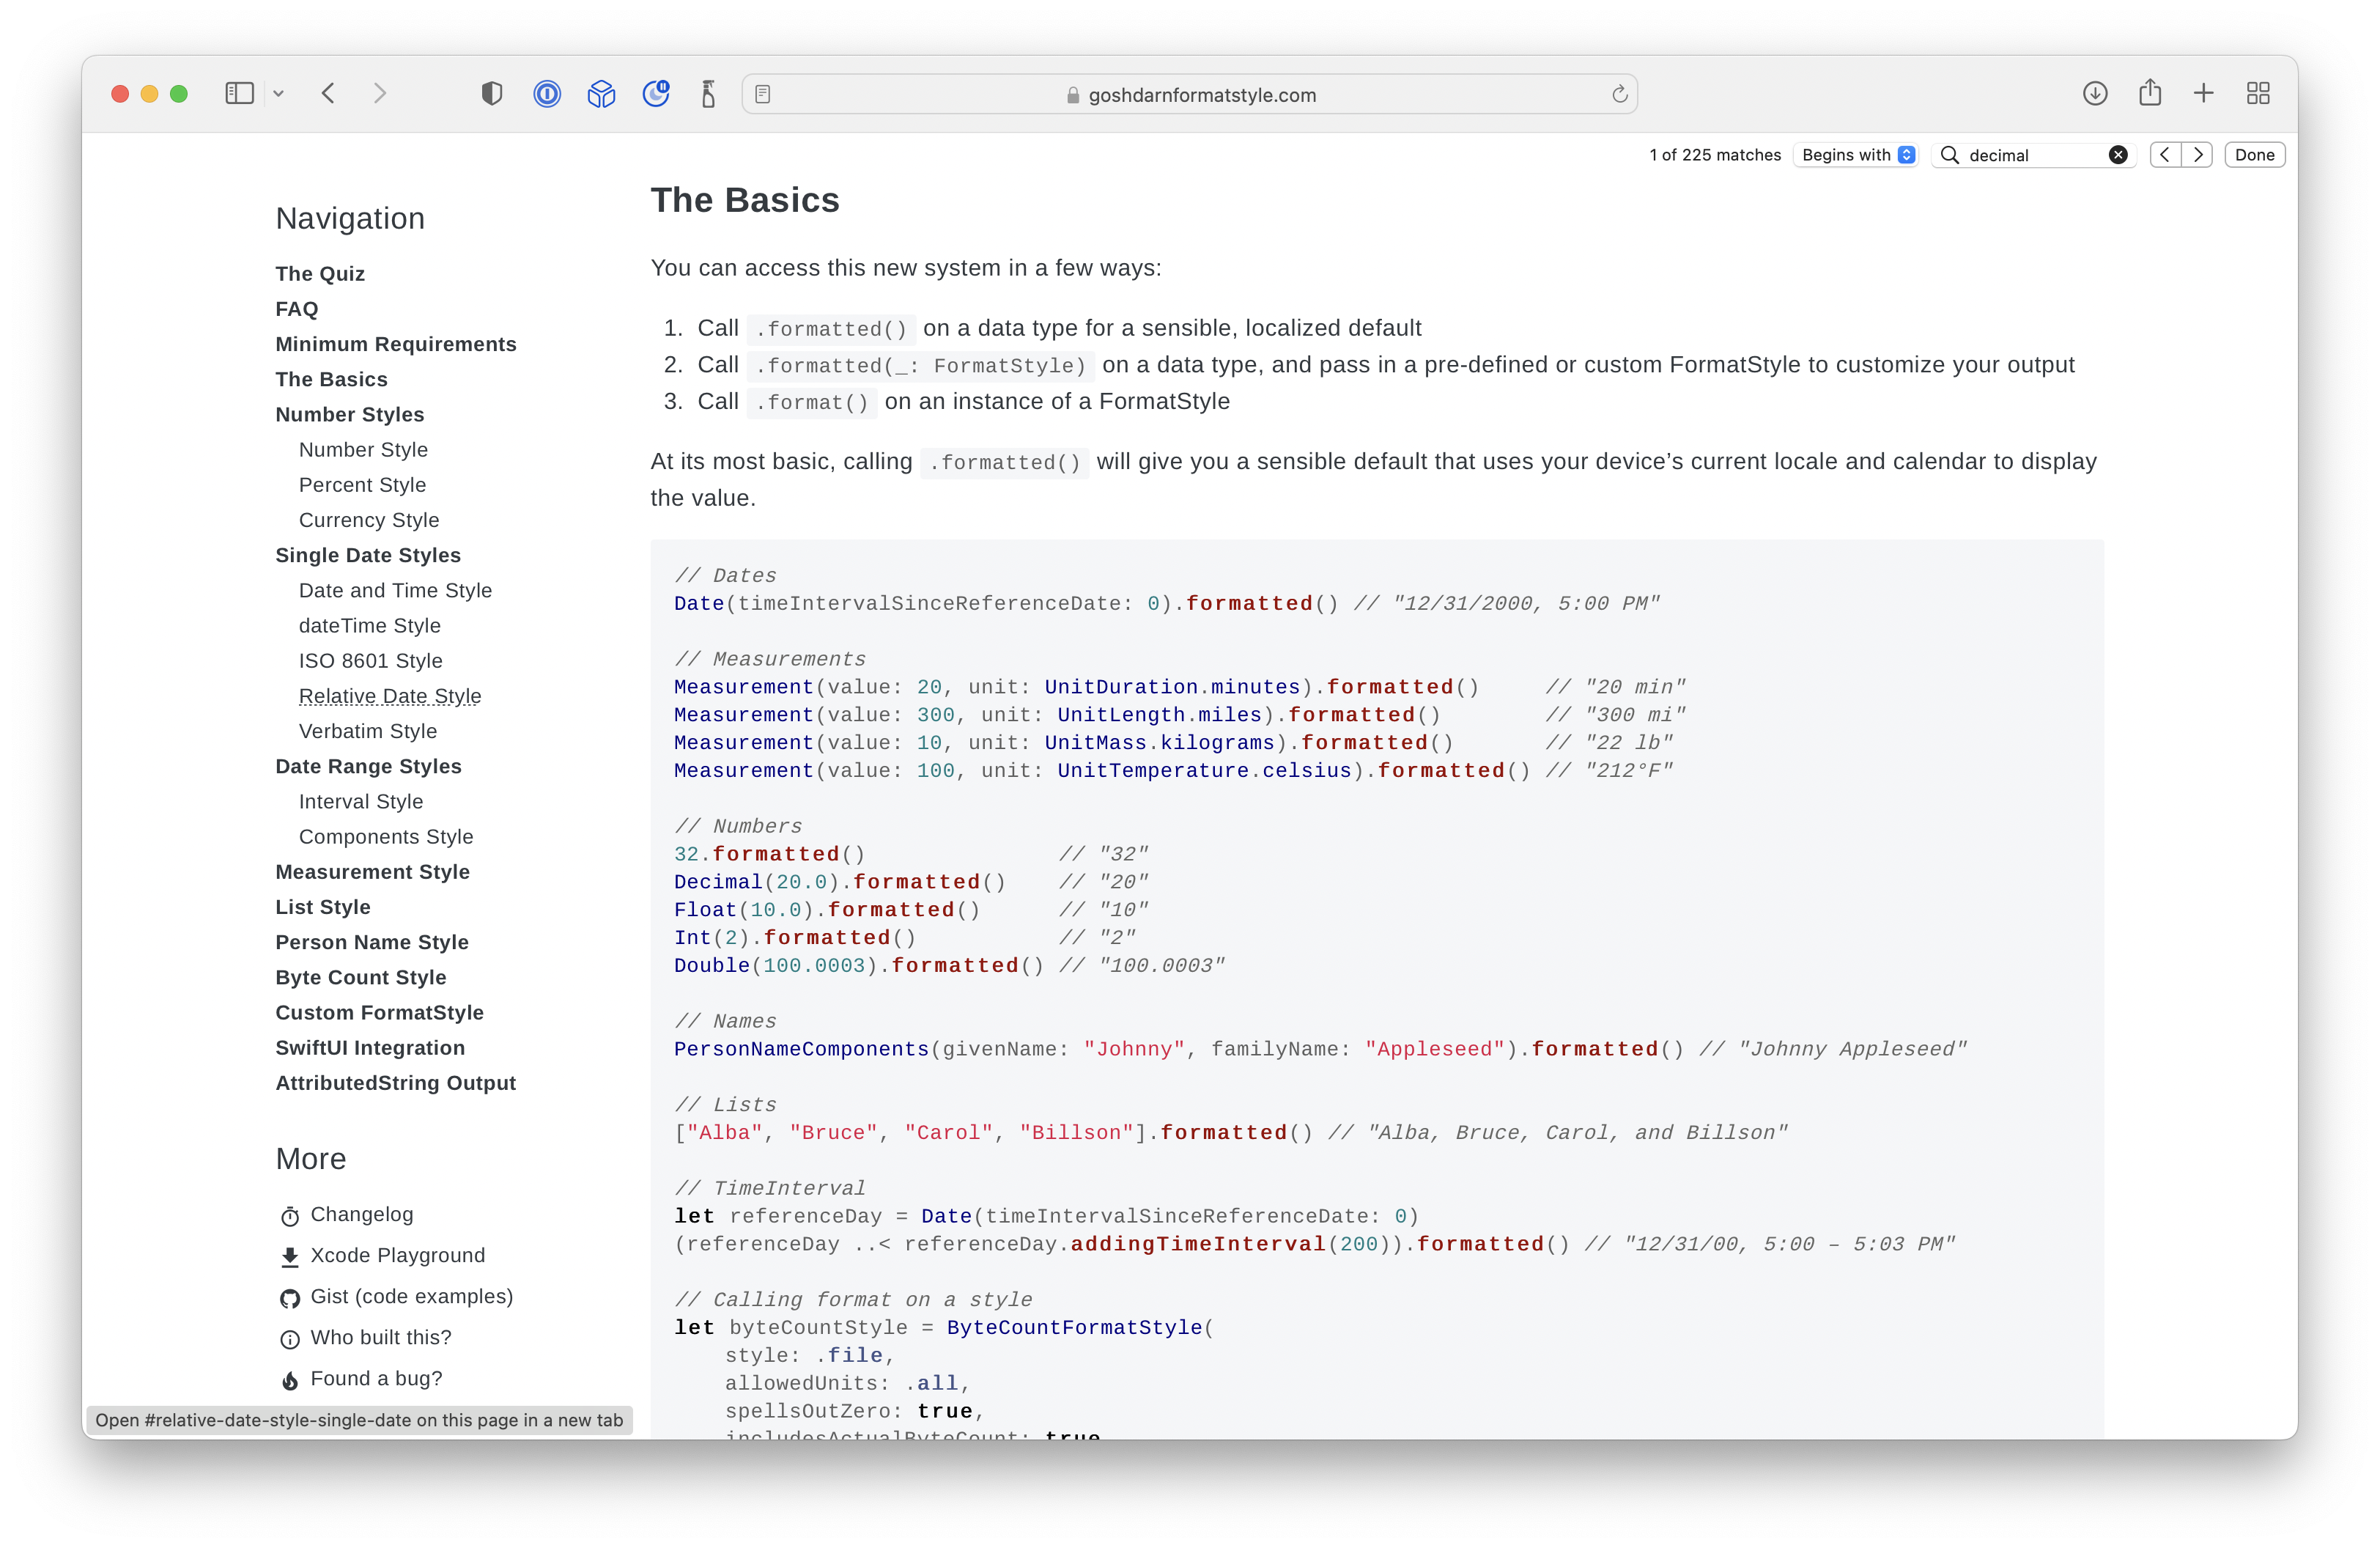 goshdarnformatstyle.com
1 of 225 matches Begins with decimal Done
Navigation
The Quiz
FAQ
Minimum Requirements
The Basics
Number Styles
Number Style
Percent Style
Currency Style
Single Date Styles
Date and Time Style
dateTime Style
ISO 8601 Style
Relative Date Style
Verbatim Style
Date Range Styles
Interval Style
Components Style
Measurement Style
List Style
Person Name Style
Byte Count Style
Custom FormatStyle
SwiftUI Integration
AttributedString Output
More
Changelog
Xcode Playground
Gist (code examples)
Who built this?
Found a bug?
Open #relative-date-style-single-date on this page in a new tab
The Basics
You can access this new system in a few ways:
1. Call .formatted() on a data type for a sensible, localized default
2. Call .formatted(_: FormatStyle) on a data type, and pass in a pre-defined or custom FormatStyle to customize your output
3. Call .format() on an instance of a FormatStyle
At its most basic, calling .formatted() will give you a sensible default that uses your device’s current locale and calendar to display
the value.
// Dates
Date(timeIntervalSinceReferenceDate: 0).formatted() // "12/31/2000, 5:00 PM"
// Measurements
Measurement(value: 20, unit: UnitDuration.minutes).formatted() // "20 min"
Measurement(value: 300, unit: UnitLength.miles).formatted() // "300 mi"
Measurement(value: 10, unit: UnitMass.kilograms).formatted() // "22 lb"
Measurement(value: 100, unit: UnitTemperature.celsius).formatted() // "212°F"
// Numbers
32.formatted() // "32"
Decimal(20.0).formatted() // "20"
Float(10.0).formatted() // "10"
Int(2).formatted() // "2"
Double(100.0003).formatted() // "100.0003"
// Names
PersonNameComponents(givenName: "Johnny", familyName: "Appleseed").formatted() // "Johnny Appleseed"
// Lists
["Alba", "Bruce", "Carol", "Billson"].formatted() // "Alba, Bruce, Carol, and Billson"
// TimeInterval
let referenceDay = Date(timeIntervalSinceReferenceDate: 0)
(referenceDay ..< referenceDay.addingTimeInterval(200)).formatted() // "12/31/00, 5:00 – 5:03 PM"
// Calling format on a style
let byteCountStyle = ByteCountFormatStyle(
style: .file,
allowedUnits: .all,
spellsOutZero: true,
includesActualByteCount: true